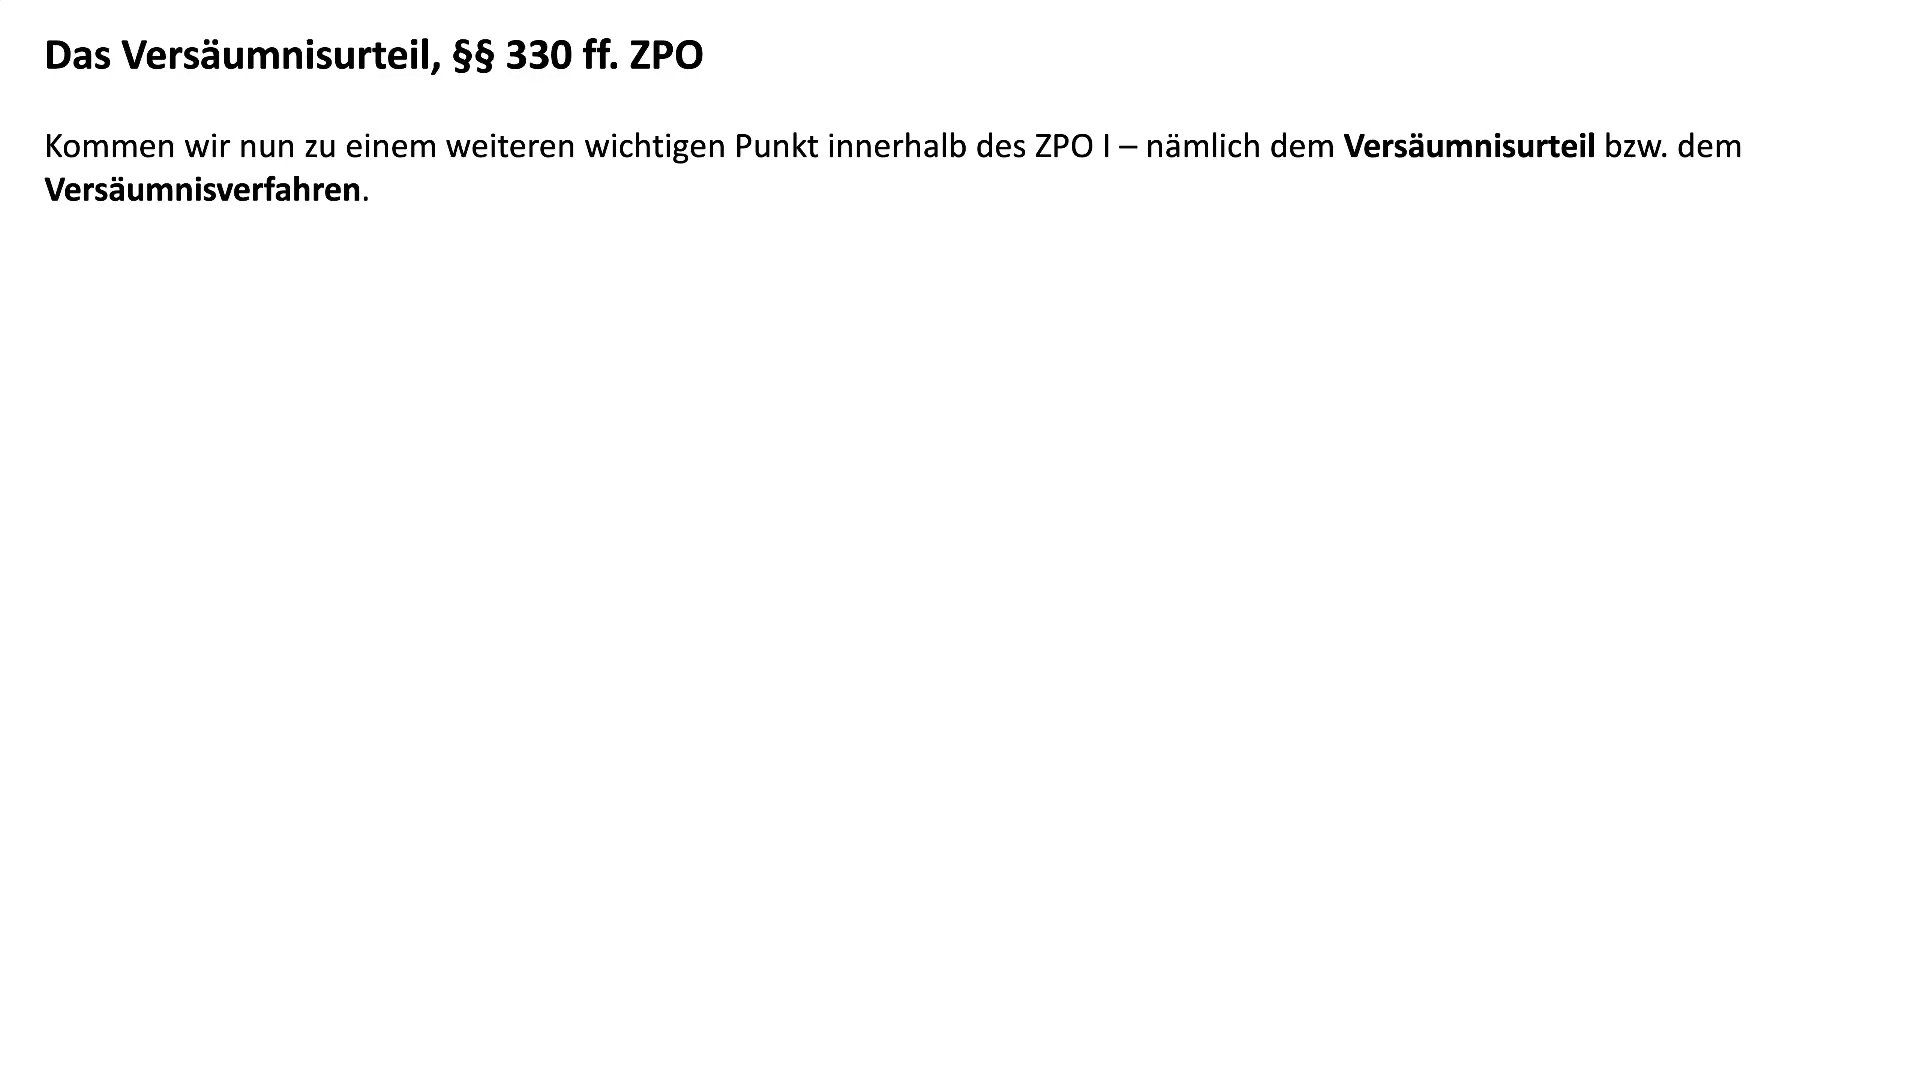 Das Versäumnisurteil, §§ 330 ff. ZPO
Kommen wir nun zu einem weiteren wichtigen Punkt innerhalb des ZPO I – nämlich dem Versäumnisurteil bzw. dem
Versäumnisverfahren.